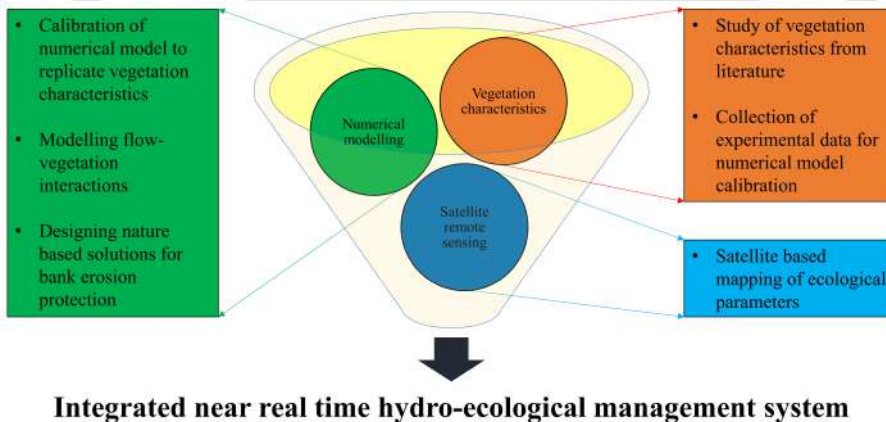 • Calibration of
numerical model to
replicate vegetation
characteristics
• Modelling flow-
vegetation
interactions
• Designing nature
based solutions for
bank erosion
protection
Numerical
modelling
Vegetation
characteristics
Satellite
remote
sensing
• Study of vegetation
characteristics from
literature
• Collection of
experimental data for
numerical model
calibration
• Satellite based
mapping of ecological
parameters
Integrated near real time hydro-ecological management system